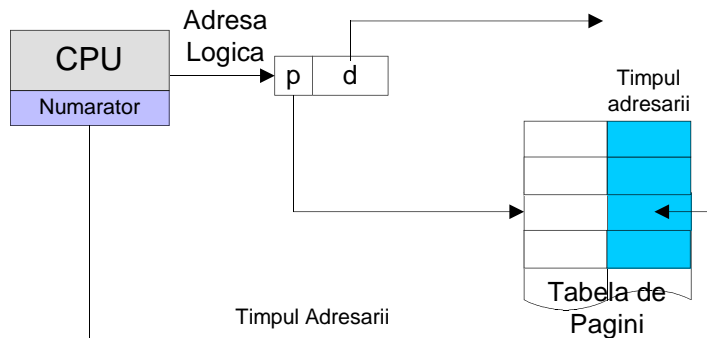 Adresa
Logica
CPU
Numarator
p d
Timpul
adresarii
Timpul Adresarii
Tabela de
Pagini